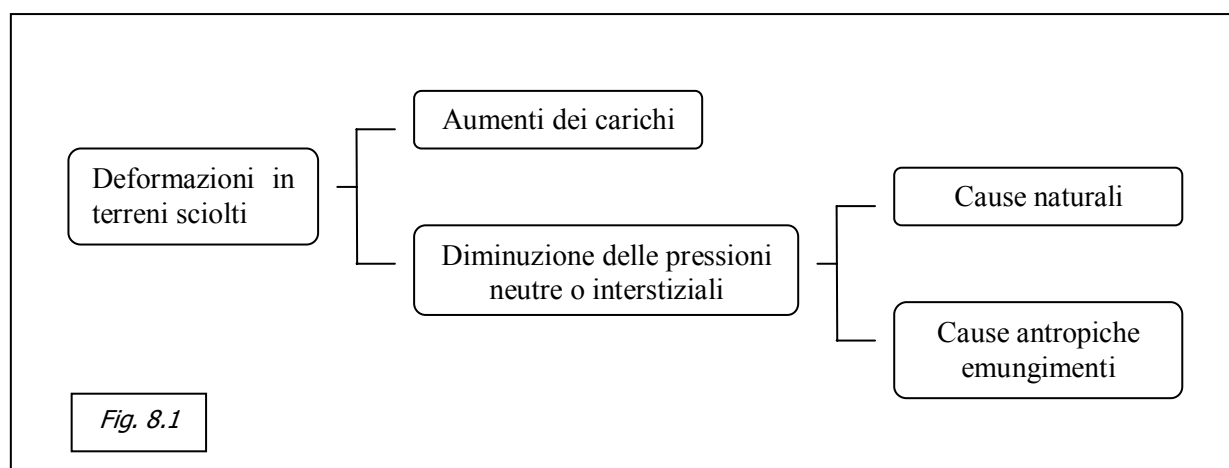 Deformazioni in
terreni sciolti
Aumenti dei carichi
Diminuzione delle pressioni
neutre o interstiziali
Cause naturali
Cause antropiche
emungimenti
Fig. 8.1